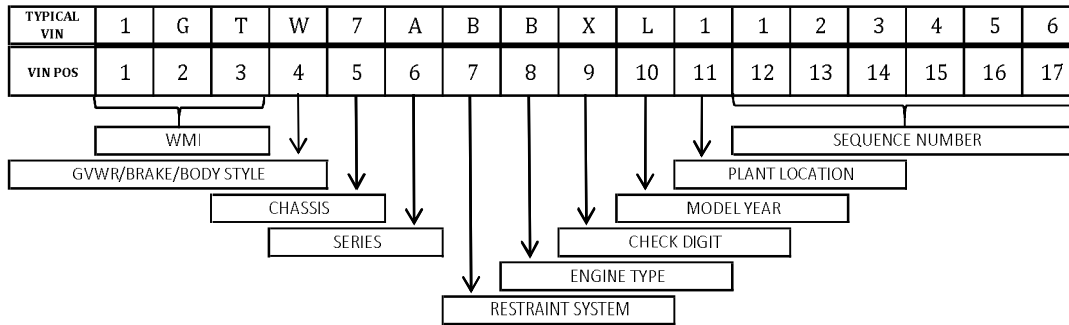 TYPICAL VIN 1 G T W 7 A B B X L 1 1 2 3 4 5 6
VIN POS 1 2 3 4 5 6 7 8 9 10 11 12 13 14 15 16 17
WMI SEQUENCE NUMBER
GVWR/BRAKE/BODY STYLE PLANT LOCATION
CHASSIS MODEL YEAR
SERIES CHECK DIGIT
ENGINE TYPE
RESTRAINT SYSTEM